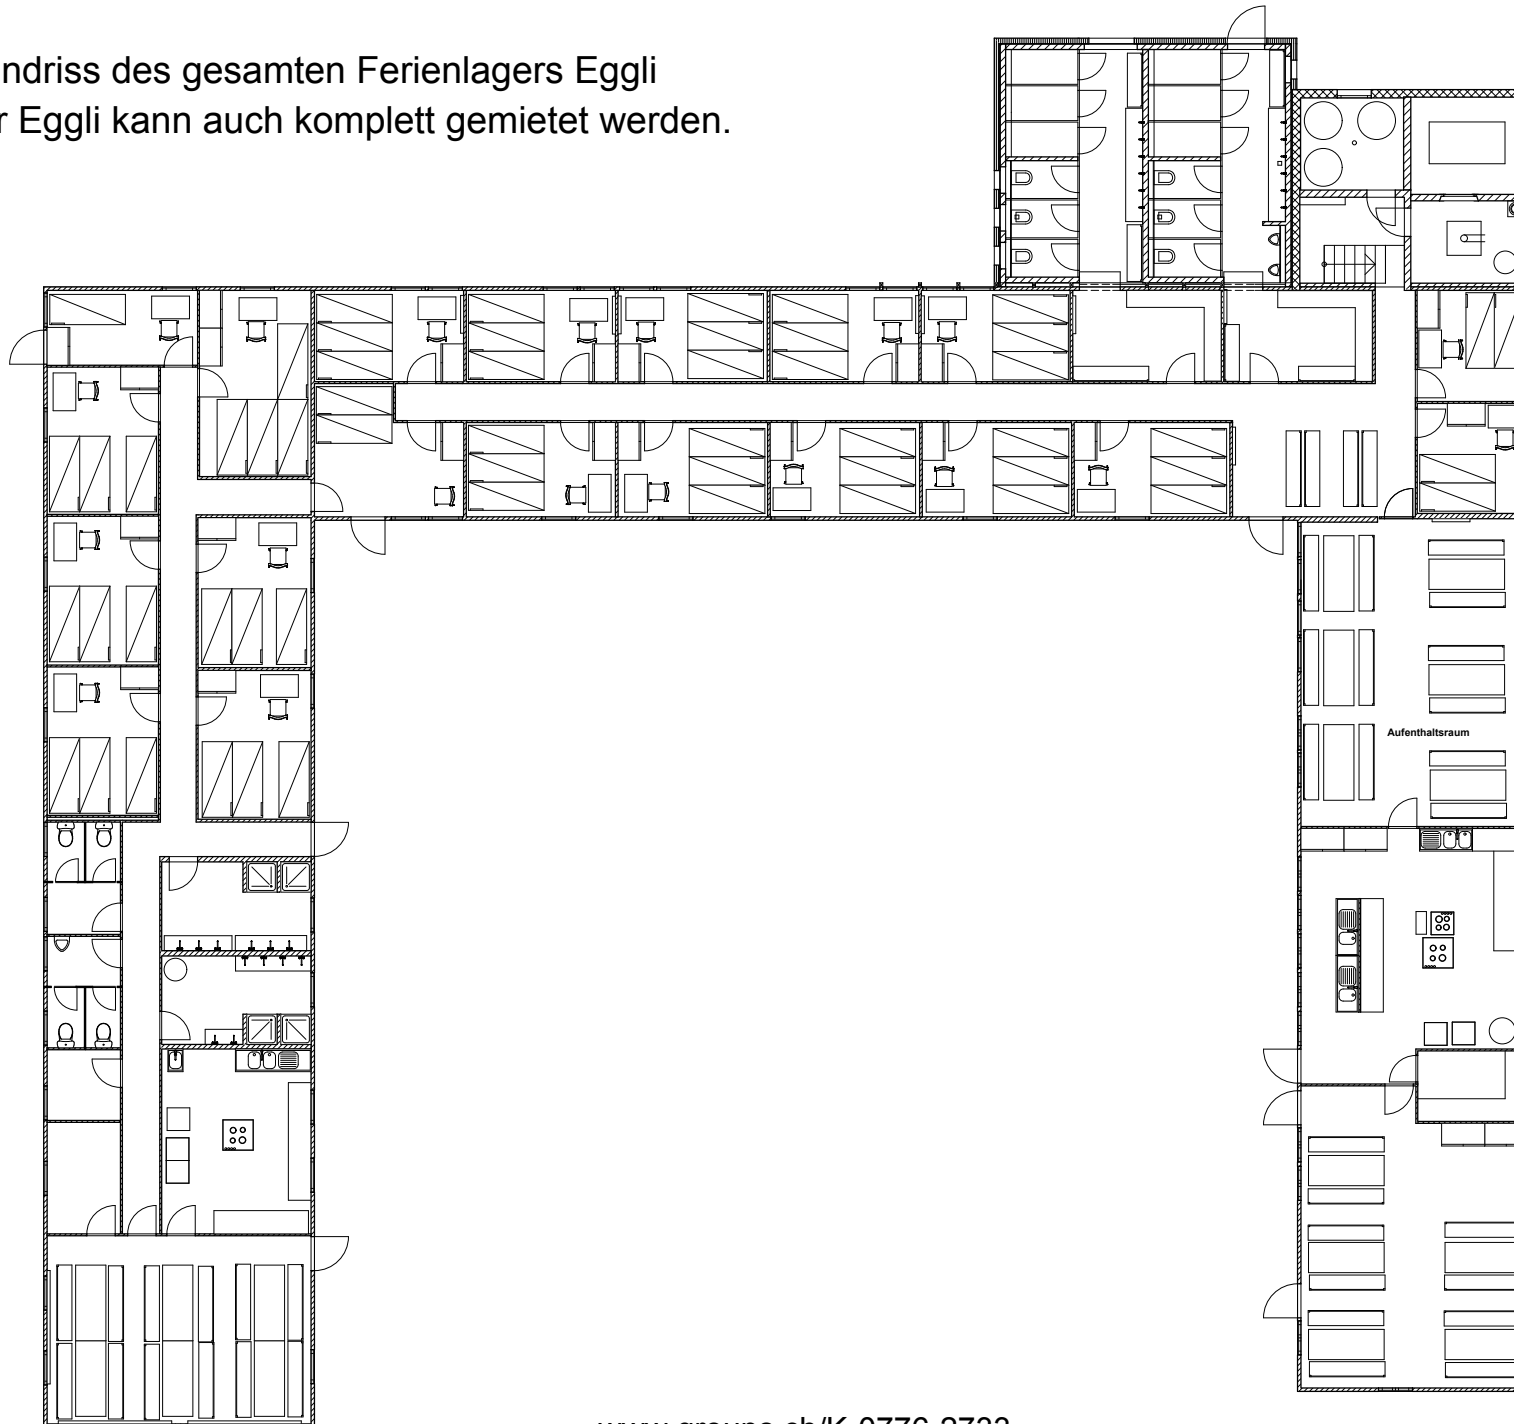 ndriss des gesamten Ferienlagers Eggli
r Eggli kann auch komplett gemietet werden.
Aufenthaltsraum